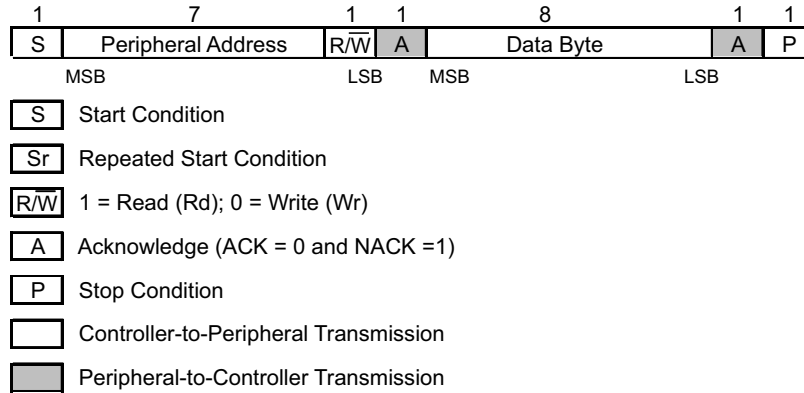 1 7 1 1 8 1 1
S Peripheral Address R/W̅ A Data Byte A P
MSB LSB MSB LSB
S Start Condition
Sr Repeated Start Condition
R/W̅ 1 = Read (Rd); 0 = Write (Wr)
A Acknowledge (ACK = 0 and NACK =1)
P Stop Condition
Controller-to-Peripheral Transmission
Peripheral-to-Controller Transmission